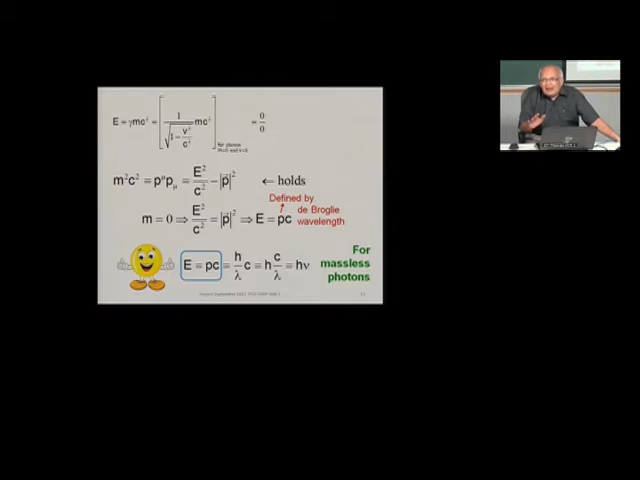 E = γmc² = [ 1 / √(1 − v²/c²) mc² ] for photon m=0 and v=c = 0/0
m²c² = p^μ p_μ = E²/c² − |p⃗|² ← holds
Defined by
de Broglie
wavelength
m = 0 ⇒ E²/c² = |p⃗|² ⇒ E = pc
For
massless
photons
E = pc = h/λ c = h c/λ = hν